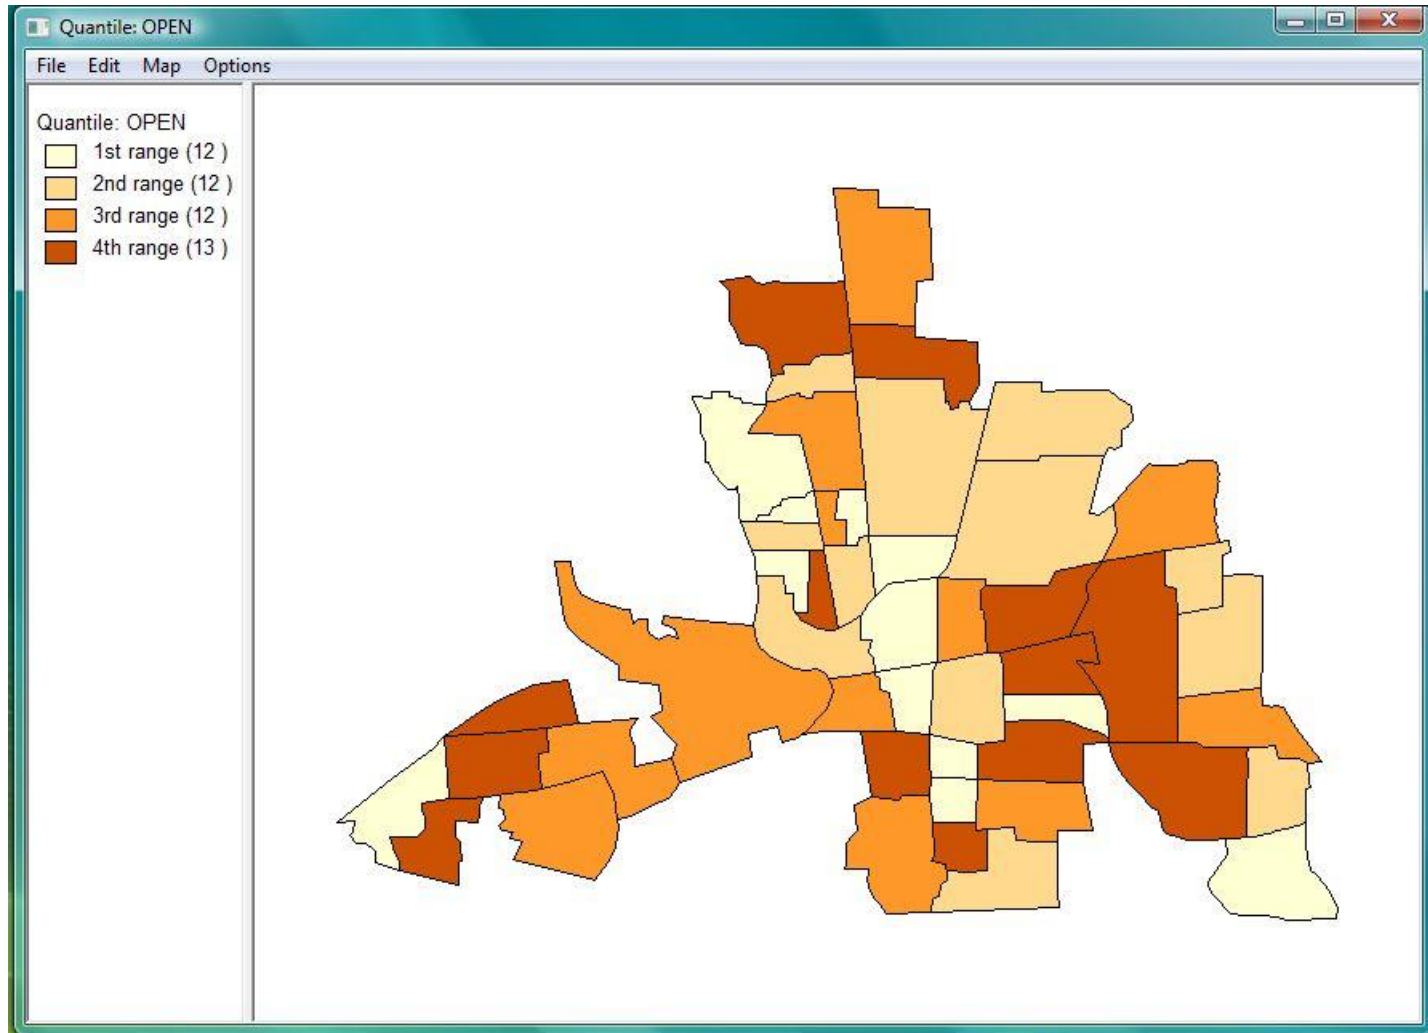 Quantile: OPEN
File Edit Map Options
Quantile: OPEN
1st range (12 )
2nd range (12 )
3rd range (12 )
4th range (13 )